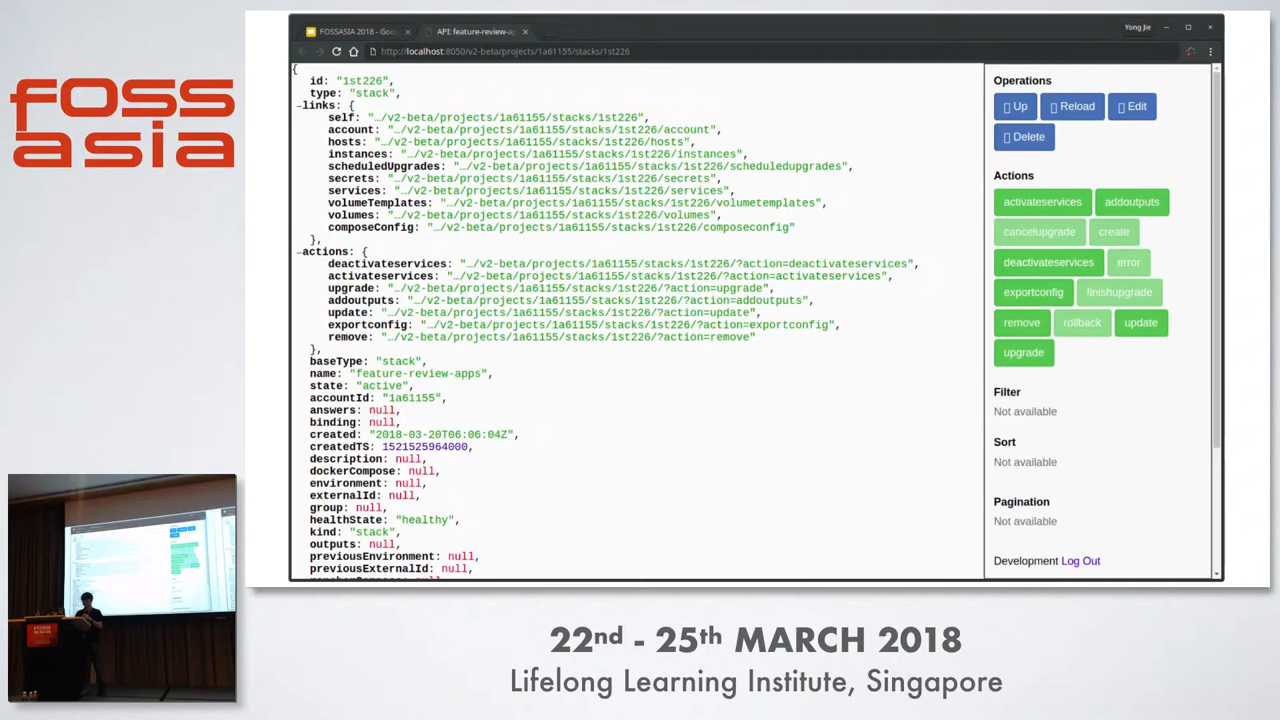 foss
asia
FOSSASIA 2018 - Goo
API: feature-review-a
Yong Jie
http://localhost:8050/v2-beta/projects/1a61155/stacks/1st226
{
id: "1st226",
type: "stack",
–links: {
self: "…/v2-beta/projects/1a61155/stacks/1st226",
account: "…/v2-beta/projects/1a61155/stacks/1st226/account",
hosts: "…/v2-beta/projects/1a61155/stacks/1st226/hosts",
instances: "…/v2-beta/projects/1a61155/stacks/1st226/instances",
scheduledUpgrades: "…/v2-beta/projects/1a61155/stacks/1st226/scheduledupgrades",
secrets: "…/v2-beta/projects/1a61155/stacks/1st226/secrets",
services: "…/v2-beta/projects/1a61155/stacks/1st226/services",
volumeTemplates: "…/v2-beta/projects/1a61155/stacks/1st226/volumetemplates",
volumes: "…/v2-beta/projects/1a61155/stacks/1st226/volumes",
composeConfig: "…/v2-beta/projects/1a61155/stacks/1st226/composeconfig"
},
–actions: {
deactivateservices: "…/v2-beta/projects/1a61155/stacks/1st226/?action=deactivateservices",
activateservices: "…/v2-beta/projects/1a61155/stacks/1st226/?action=activateservices",
upgrade: "…/v2-beta/projects/1a61155/stacks/1st226/?action=upgrade",
addoutputs: "…/v2-beta/projects/1a61155/stacks/1st226/?action=addoutputs",
update: "…/v2-beta/projects/1a61155/stacks/1st226/?action=update",
exportconfig: "…/v2-beta/projects/1a61155/stacks/1st226/?action=exportconfig",
remove: "…/v2-beta/projects/1a61155/stacks/1st226/?action=remove"
},
baseType: "stack",
name: "feature-review-apps",
state: "active",
accountId: "1a61155",
answers: null,
binding: null,
created: "2018-03-20T06:06:04Z",
createdTS: 1521525964000,
description: null,
dockerCompose: null,
environment: null,
externalId: null,
group: null,
healthState: "healthy",
kind: "stack",
outputs: null,
previousEnvironment: null,
previousExternalId: null,
Operations
Up Reload Edit
Delete
Actions
activateservices addoutputs
cancelupgrade create
deactivateservices error
exportconfig finishupgrade
remove rollback update
upgrade
Filter
Not available
Sort
Not available
Pagination
Not available
Development Log Out
22nd - 25th MARCH 2018
Lifelong Learning Institute, Singapore